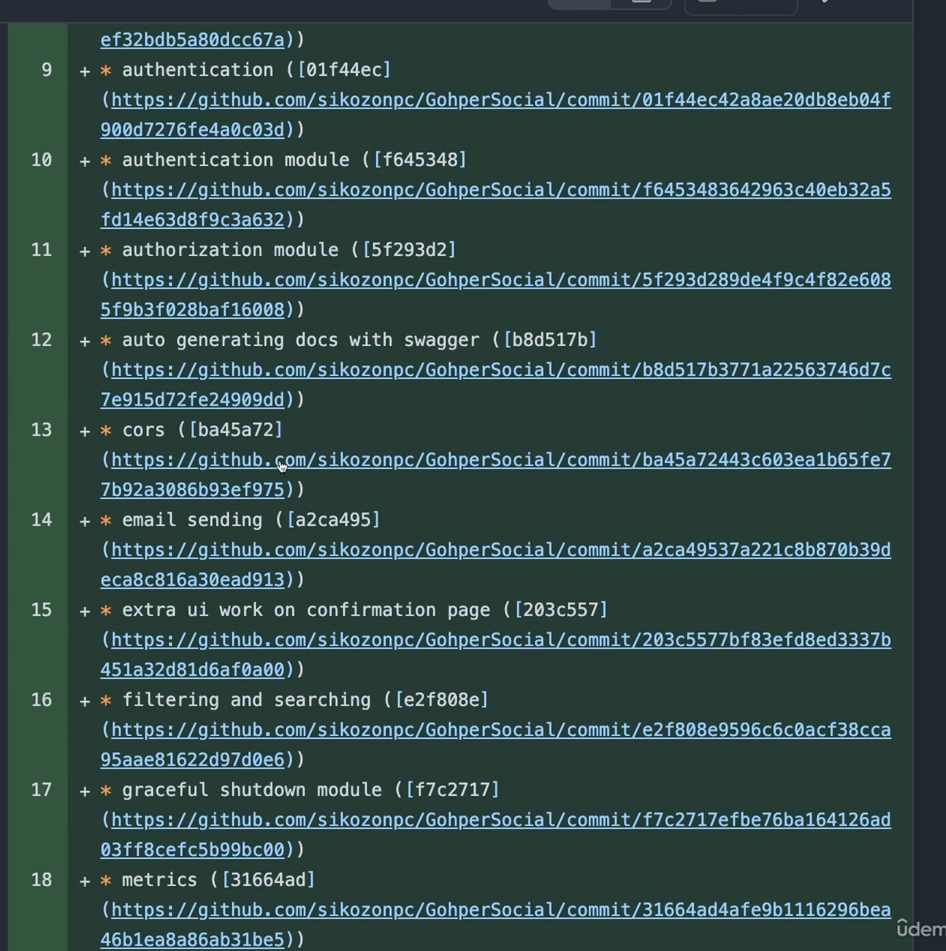 ef32bdb5a80dcc67a))
9 + * authentication ([01f44ec]
(https://github.com/sikozonpc/GohperSocial/commit/01f44ec42a8ae20db8eb04f
900d7276fe4a0c03d))
10 + * authentication module ([f645348]
(https://github.com/sikozonpc/GohperSocial/commit/f6453483642963c40eb32a5
fd14e63d8f9c3a632))
11 + * authorization module ([5f293d2]
(https://github.com/sikozonpc/GohperSocial/commit/5f293d289de4f9c4f82e608
5f9b3f028baf16008))
12 + * auto generating docs with swagger ([b8d517b]
(https://github.com/sikozonpc/GohperSocial/commit/b8d517b3771a22563746d7c
7e915d72fe24909dd))
13 + * cors ([ba45a72]
(https://github.com/sikozonpc/GohperSocial/commit/ba45a72443c603ea1b65fe7
7b92a3086b93ef975))
14 + * email sending ([a2ca495]
(https://github.com/sikozonpc/GohperSocial/commit/a2ca49537a221c8b870b39d
eca8c816a30ead913))
15 + * extra ui work on confirmation page ([203c557]
(https://github.com/sikozonpc/GohperSocial/commit/203c5577bf83efd8ed3337b
451a32d81d6af0a00))
16 + * filtering and searching ([e2f808e]
(https://github.com/sikozonpc/GohperSocial/commit/e2f808e9596c6c0acf38cca
95aae81622d97d0e6))
17 + * graceful shutdown module ([f7c2717]
(https://github.com/sikozonpc/GohperSocial/commit/f7c2717efbe76ba164126ad
03ff8cefc5b99bc00))
18 + * metrics ([31664ad]
(https://github.com/sikozonpc/GohperSocial/commit/31664ad4afe9b1116296bea
46b1ea8a86ab31be5))